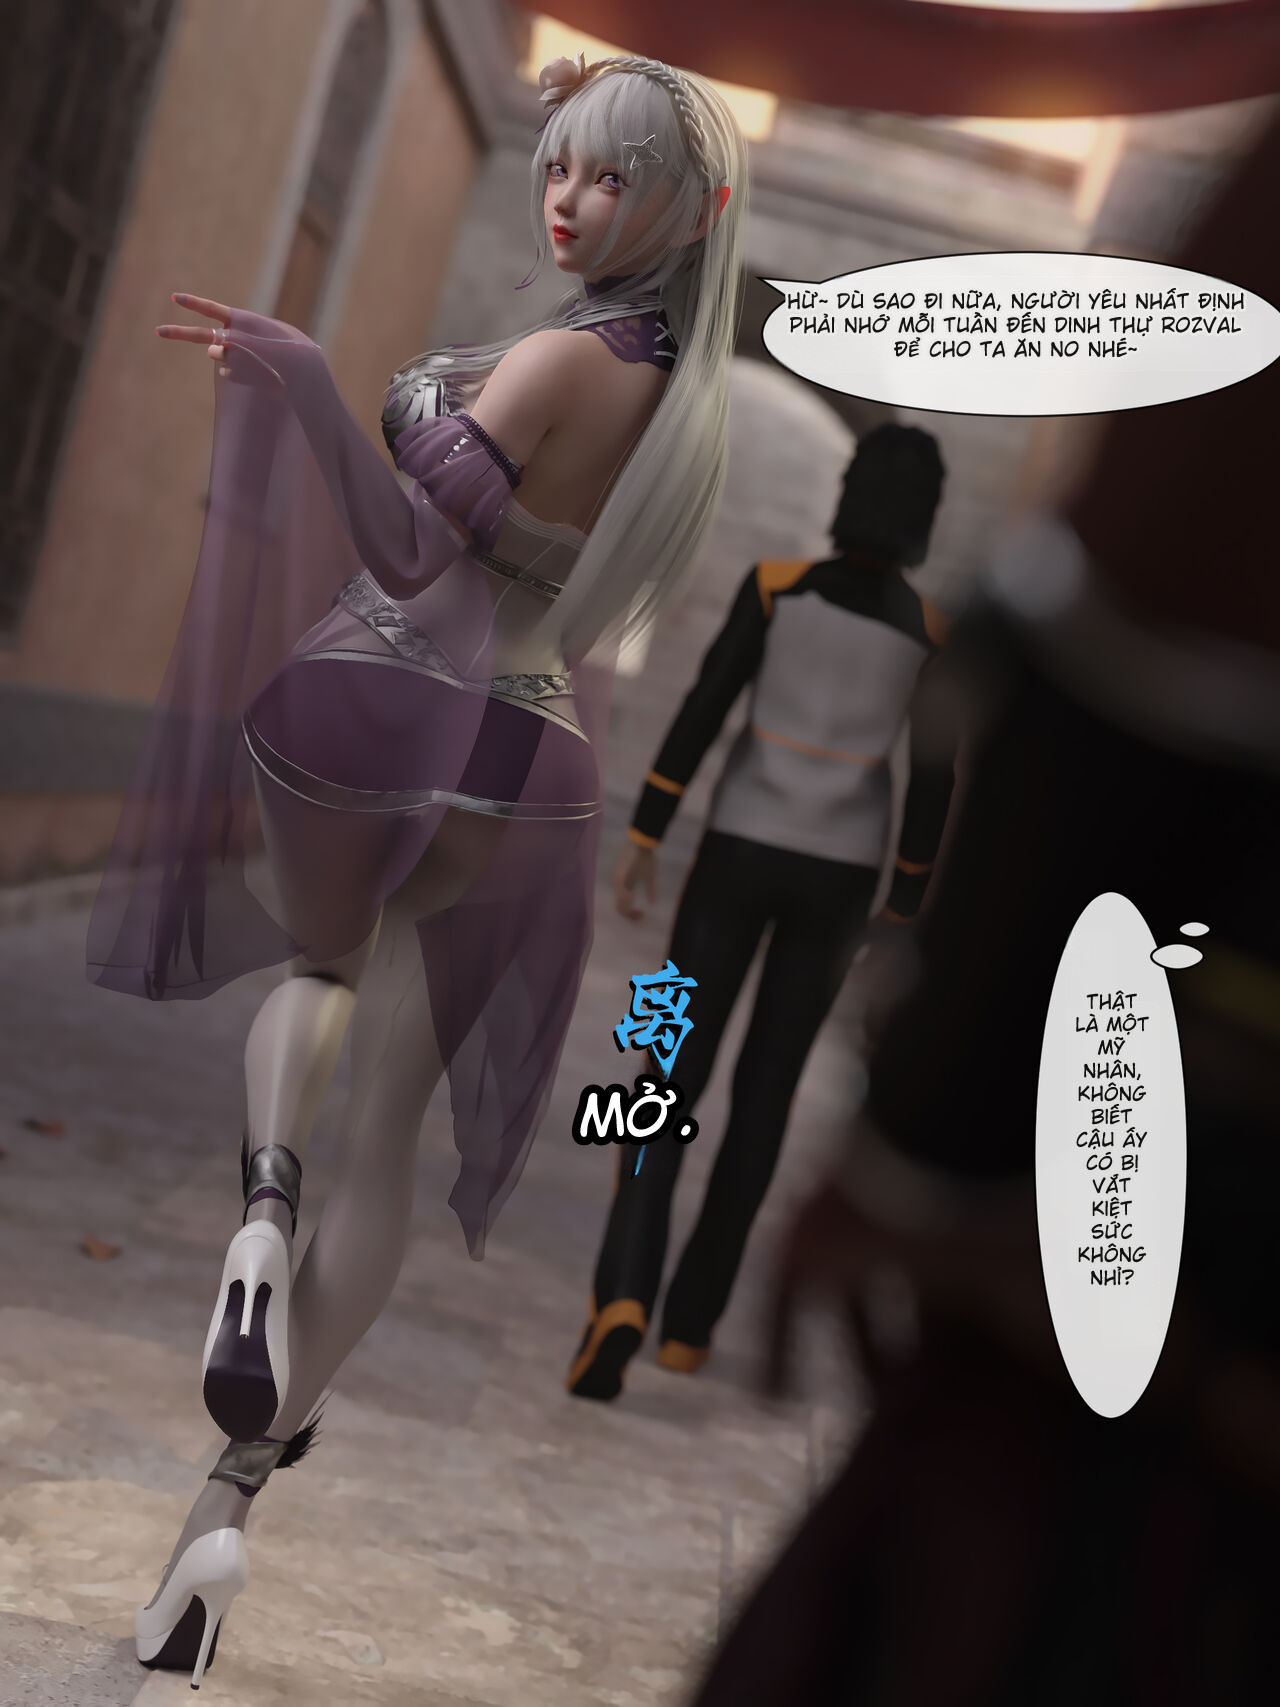 HỪ~ DÙ SAO ĐI NỮA, NGƯỜI YÊU NHẤT ĐỊNH
PHẢI NHỚ MỖI TUẦN ĐẾN DINH THỰ ROZVAL
ĐỂ CHO TA ĂN NO NHÉ~
离
MỞ.
THẬT
LÀ MỘT
MỸ
NHÂN,
KHÔNG
BIẾT
CẬU ẤY
CÓ BỊ
VẮT
KIỆT
SỨC
KHÔNG
NHỈ?